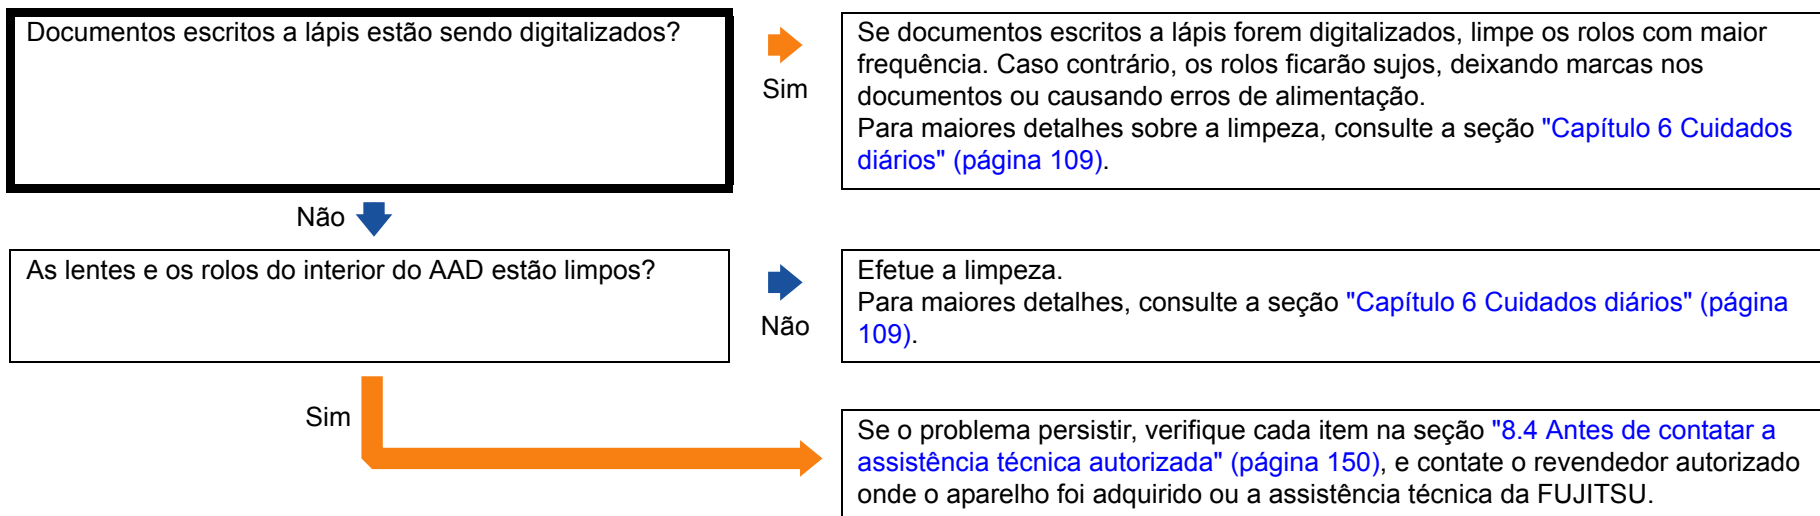 Documentos escritos a lápis estão sendo digitalizados?
Sim
Se documentos escritos a lápis forem digitalizados, limpe os rolos com maior
frequência. Caso contrário, os rolos ficarão sujos, deixando marcas nos
documentos ou causando erros de alimentação.
Para maiores detalhes sobre a limpeza, consulte a seção "Capítulo 6 Cuidados
diários" (página 109).
Não
As lentes e os rolos do interior do AAD estão limpos?
Não
Efetue a limpeza.
Para maiores detalhes, consulte a seção "Capítulo 6 Cuidados diários" (página
109).
Sim
Se o problema persistir, verifique cada item na seção "8.4 Antes de contatar a
assistência técnica autorizada" (página 150), e contate o revendedor autorizado
onde o aparelho foi adquirido ou a assistência técnica da FUJITSU.